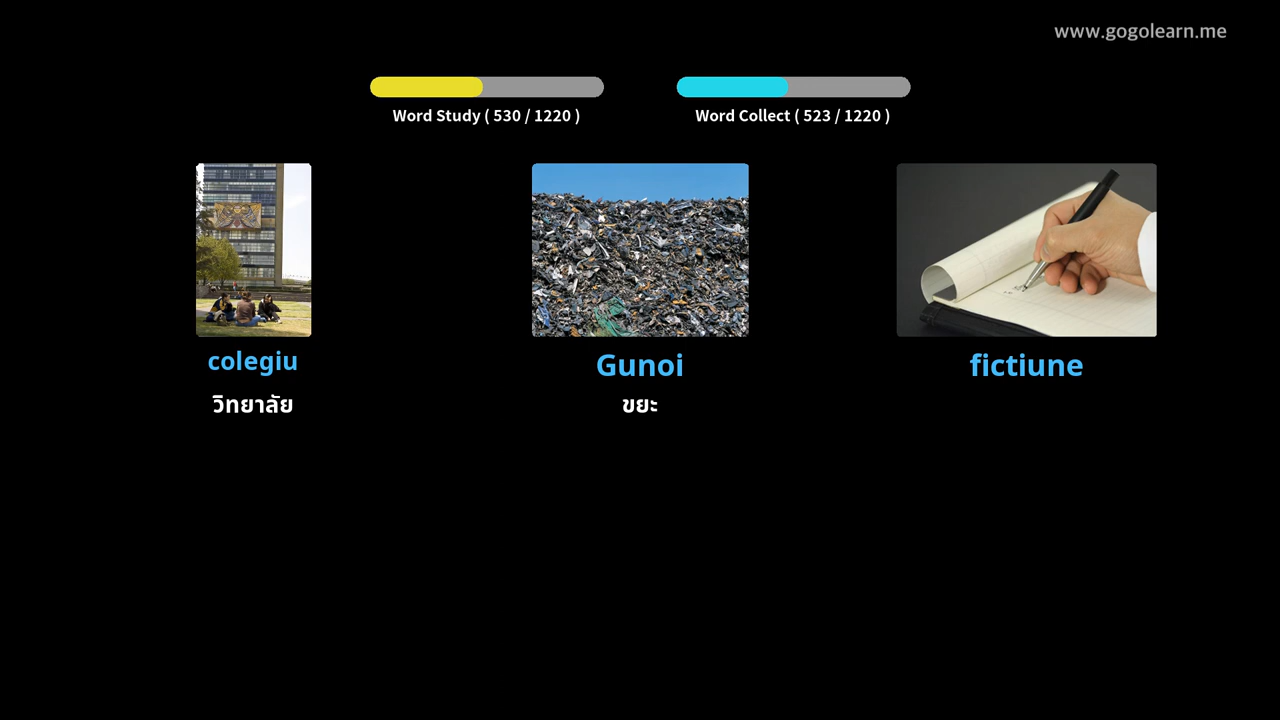 www.gogolearn.me
Word Study ( 530 / 1220 )
Word Collect ( 523 / 1220 )
colegiu
วิทยาลัย
Gunoi
ขยะ
fictiune